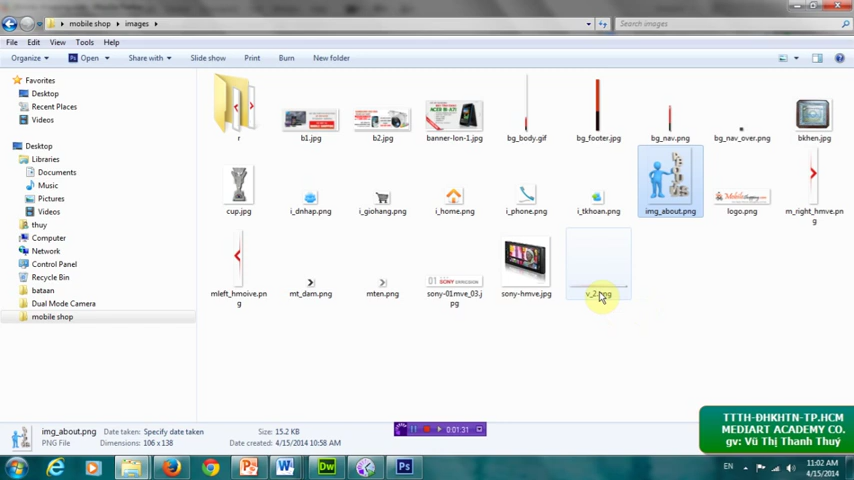 mobile shop ▸ images ▸
Search images
File Edit View Tools Help
Organize Open Share with Slide show Print Burn New folder
Favorites
Desktop
Recent Places
Videos
Desktop
Libraries
Documents
Music
Pictures
Videos
thuy
Computer
Network
Control Panel
Recycle Bin
bataan
Dual Mode Camera
mobile shop
r b1.jpg b2.jpg banner-lon-1.jpg bg_body.gif bg_footer.jpg bg_nav.png bg_nav_over.png bkhen.jpg
cup.jpg i_dnhap.png i_giohang.png i_home.png i_phone.png i_tkhoan.png img_about.png logo.png m_right_hmve.pn
g
mleft_hmoive.pn mt_dam.png mten.png sony-01mve_03.j sony-hmve.jpg
g pg
01 SONY
img_about.png Date taken: Specify date taken Size: 15.2 KB
PNG File Dimensions: 106 x 138 Date created: 4/15/2014 10:58 AM
0:01:31
TTTH-ĐHKHTN-TP.HCM
MEDIART ACADEMY CO.
gv: Vũ Thị Thanh Thuý
EN
11:02 AM
4/15/2014